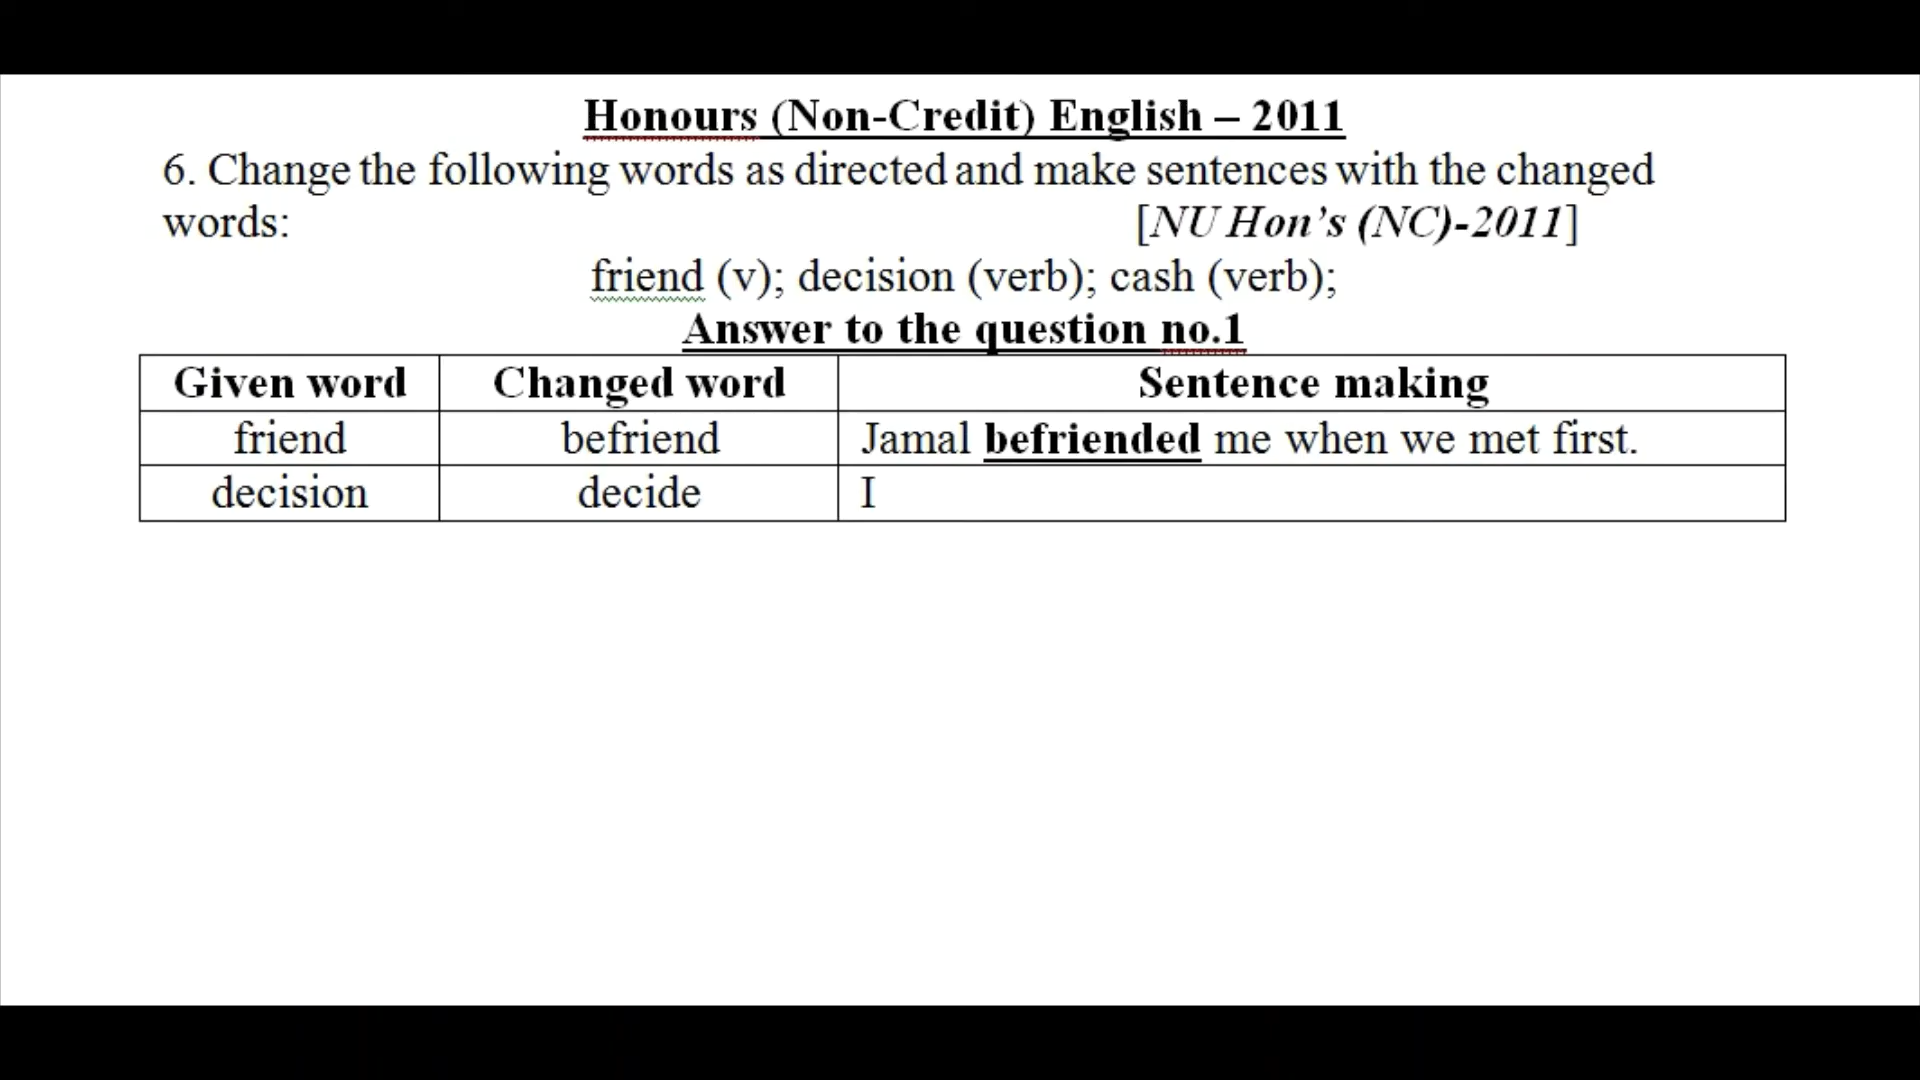 Honours (Non-Credit) English – 2011
6. Change the following words as directed and make sentences with the changed
words: [NU Hon’s (NC)-2011]
friend (v); decision (verb); cash (verb);
Answer to the question no.1
Given word Changed word Sentence making
friend befriend Jamal befriended me when we met first.
decision decide I